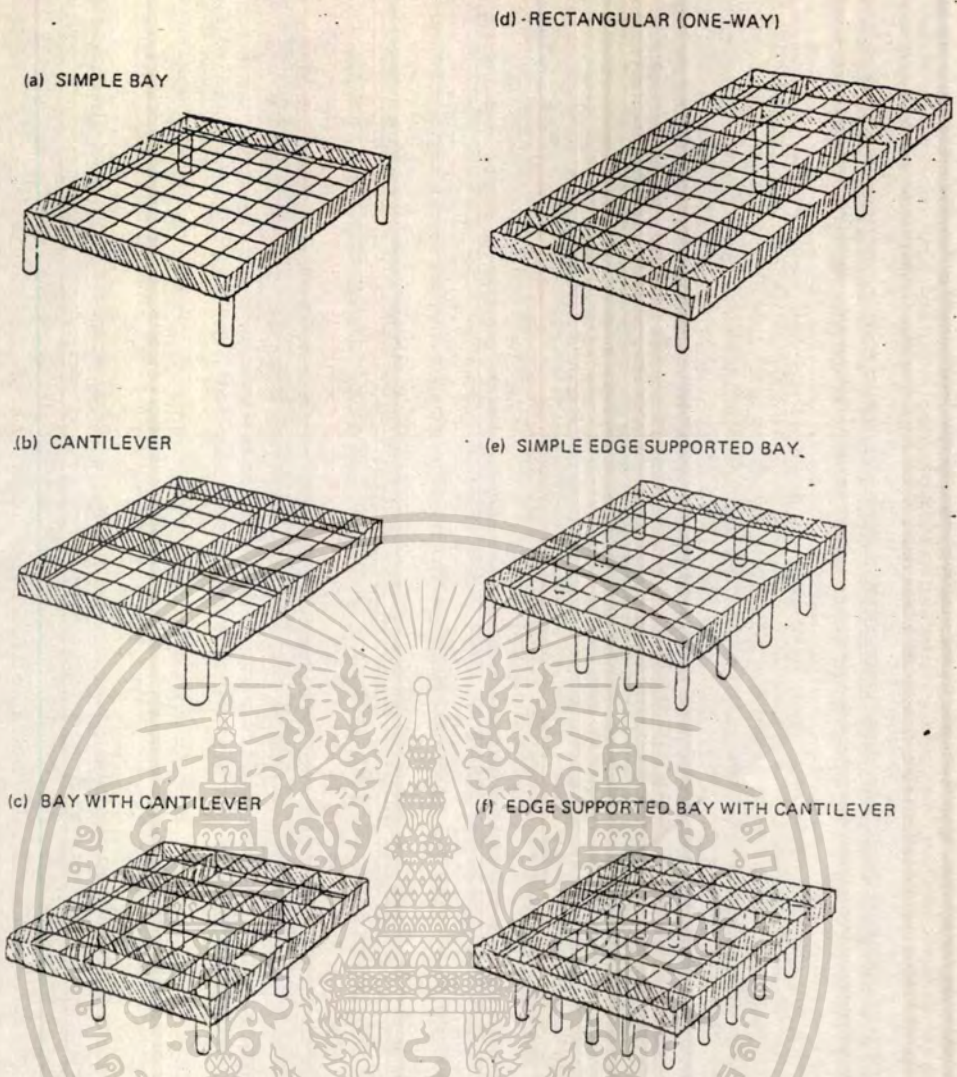 (d) - RECTANGULAR (ONE-WAY)
(a) SIMPLE BAY
(b) CANTILEVER
(e) SIMPLE EDGE SUPPORTED BAY
(c) BAY WITH CANTILEVER
(f) EDGE SUPPORTED BAY WITH CANTILEVER